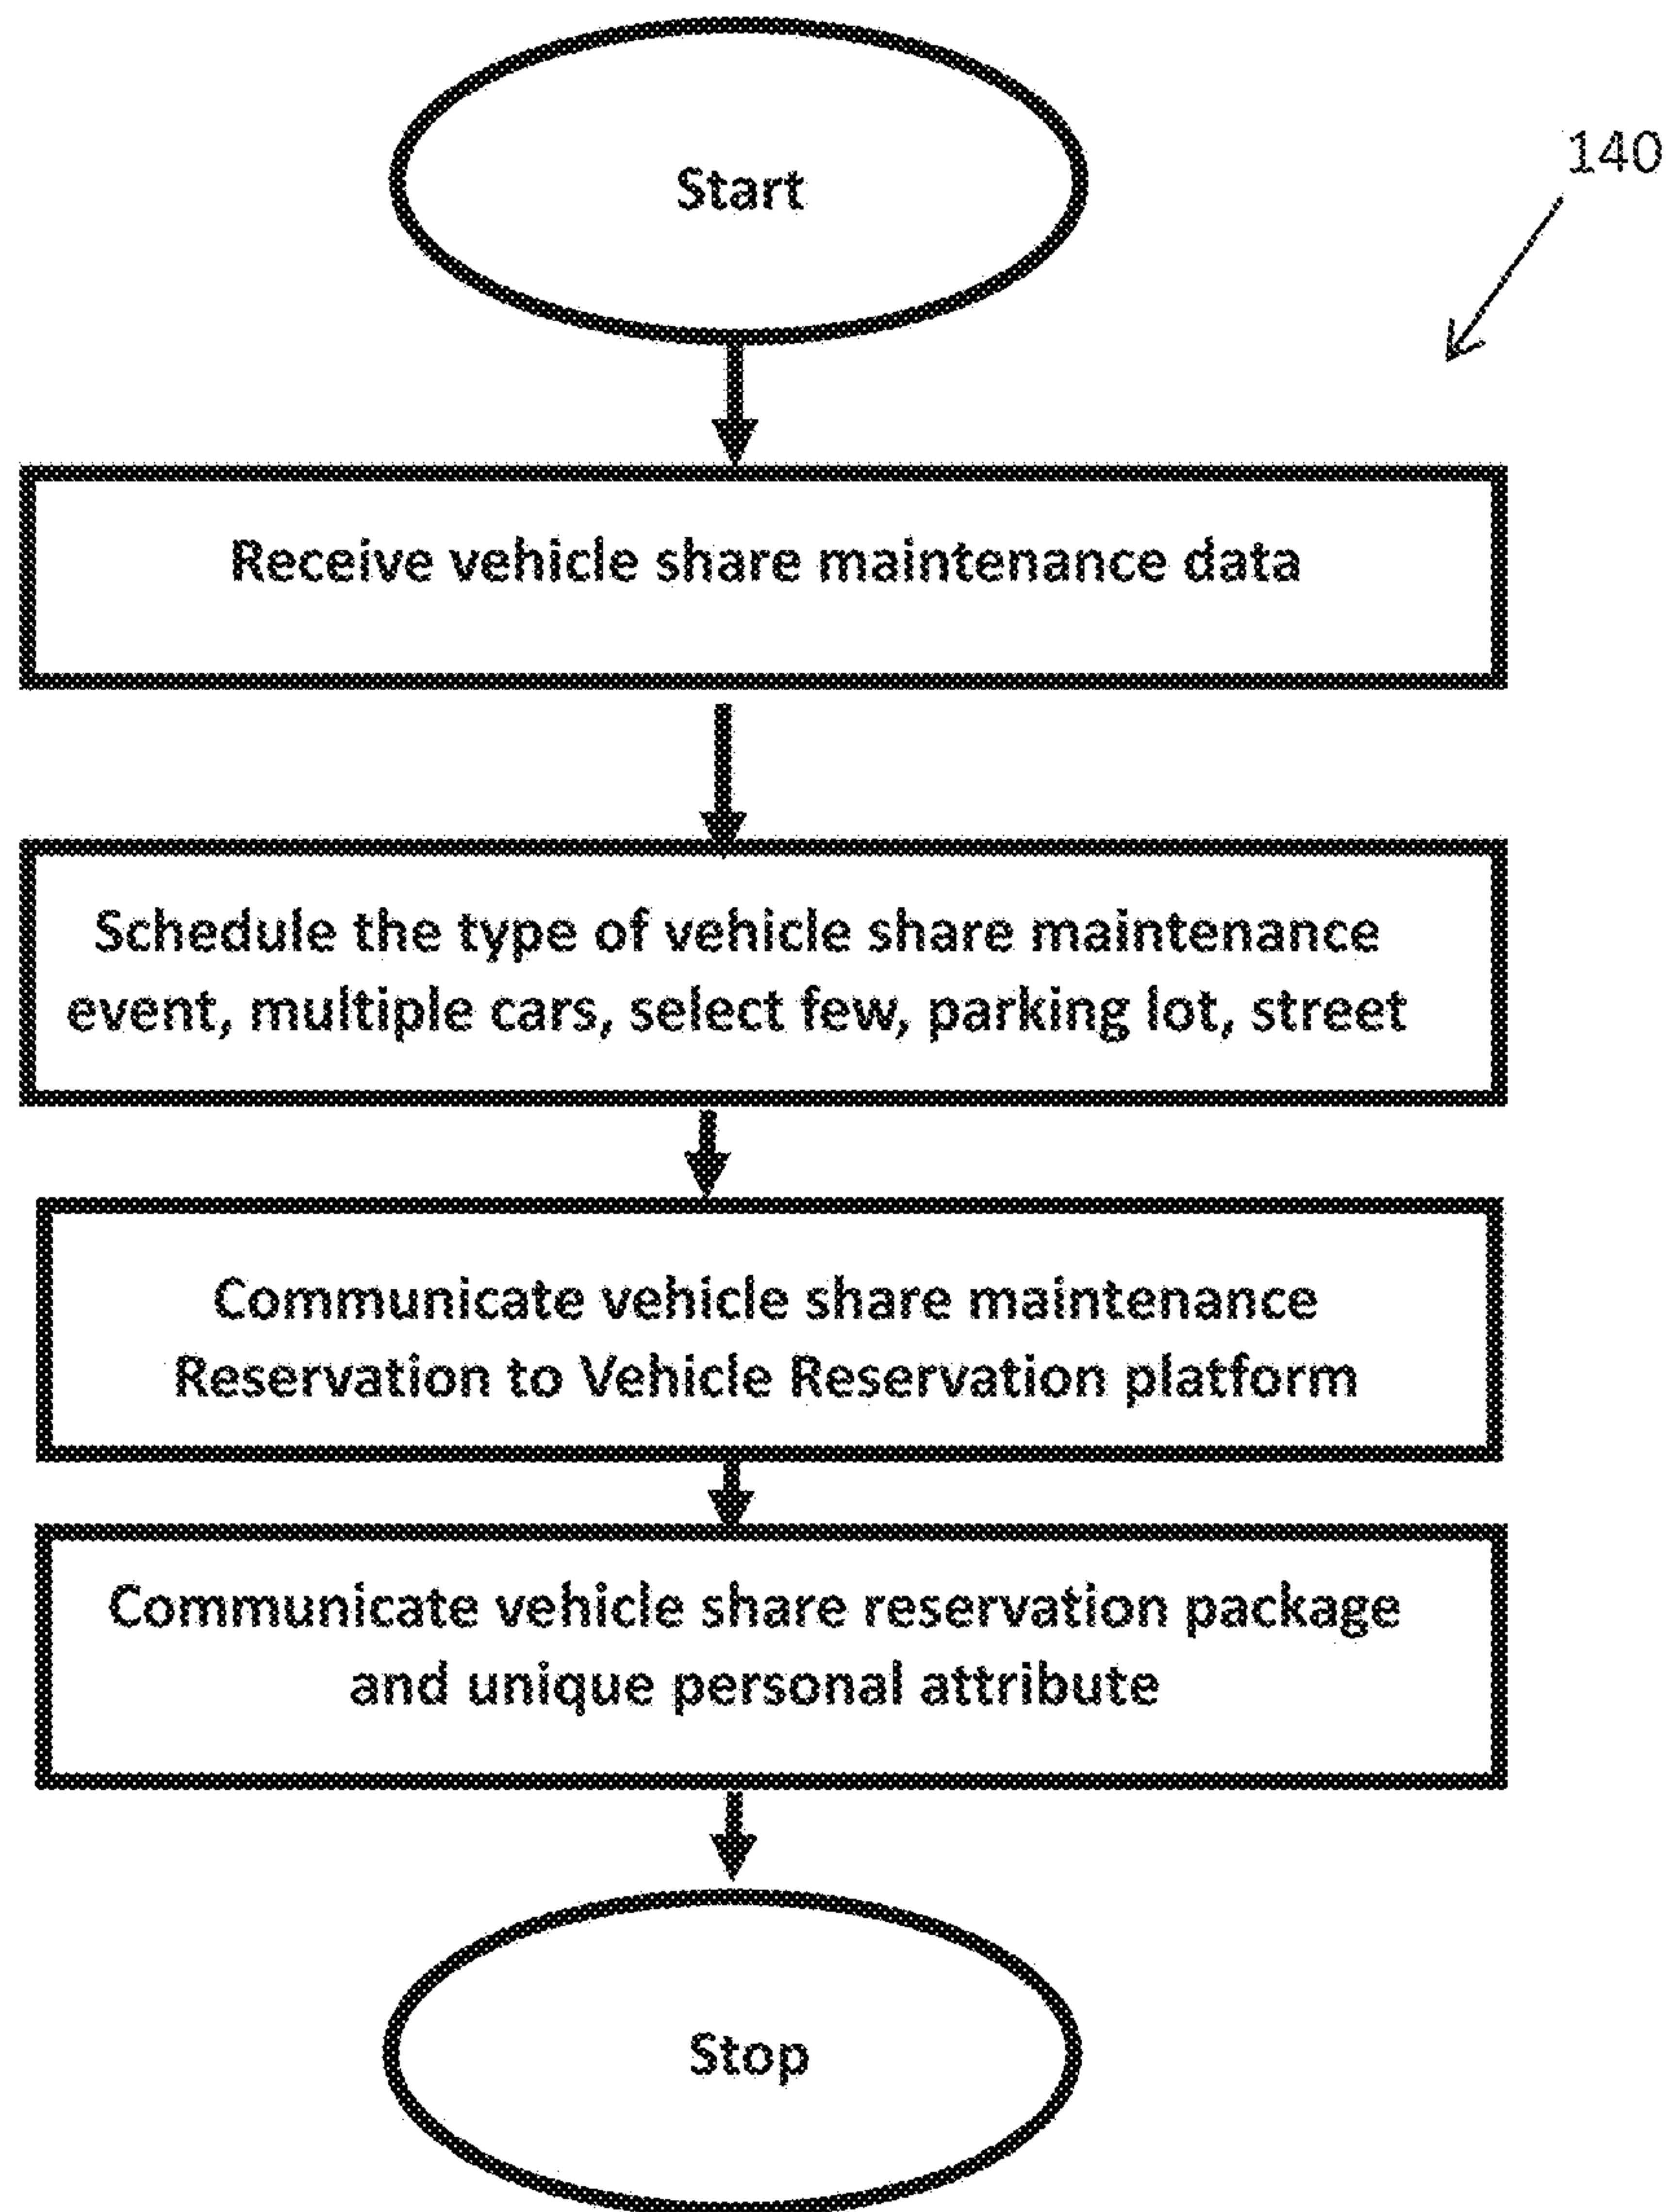 Start
140
Receive vehicle share maintenance data
Schedule the type of vehicle share maintenance
event, multiple cars, select few, parking lot, street
Communicate vehicle share maintenance
Reservation to Vehicle Reservation platform
Communicate vehicle share reservation package
and unique personal attribute
Stop